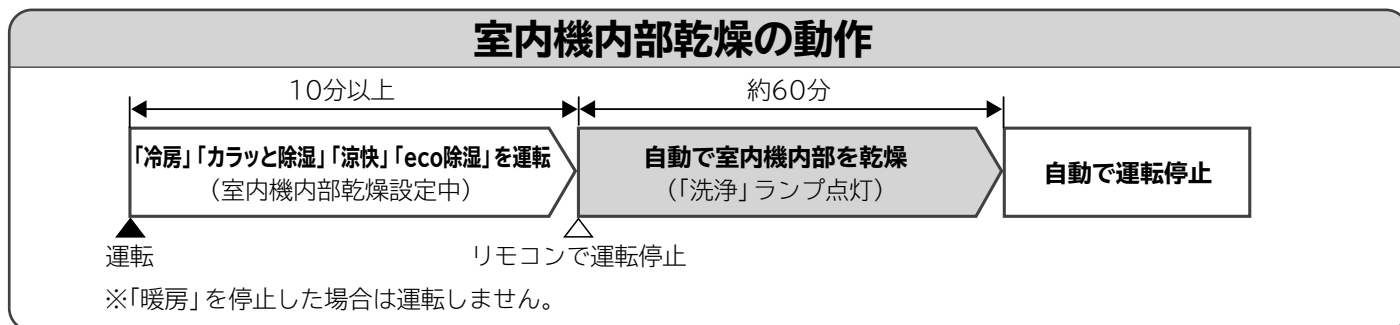 室内機内部乾燥の動作
10分以上
約60分
「冷房」「カラッと除湿」「涼快」「eco除湿」を運転
（室内機内部乾燥設定中）
自動で室内機内部を乾燥
（「洗浄」ランプ点灯）
自動で運転停止
運転
リモコンで運転停止
※「暖房」を停止した場合は運転しません。